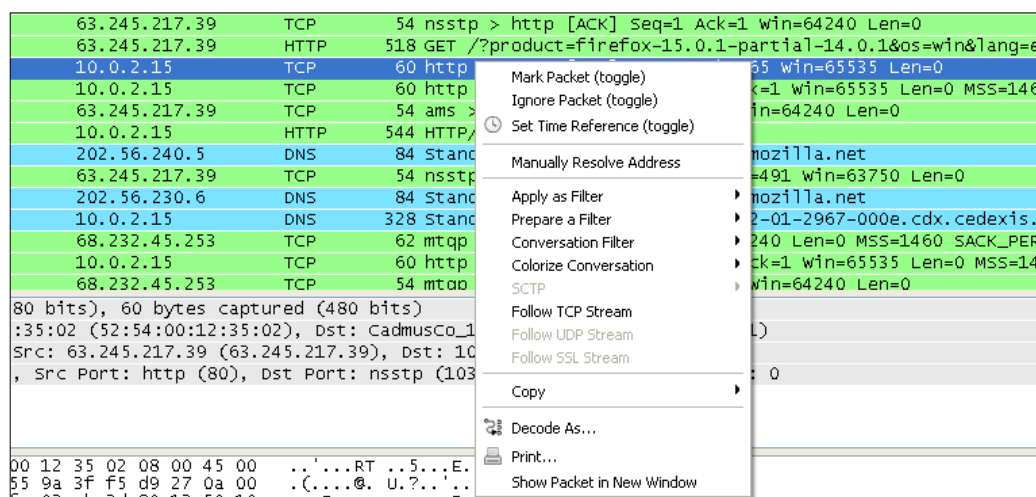 63.245.217.39 TCP 54 nsstp > http [ACK] Seq=1 Ack=1 Win=64240 Len=0
63.245.217.39 HTTP 518 GET /?product=firefox-15.0.1-partial-14.0.1&os=win&lang=e
10.0.2.15 TCP 60 http 65 Win=65535 Len=0
10.0.2.15 TCP 60 http =1 Win=65535 Len=0 MSS=146
63.245.217.39 TCP 54 ams > in=64240 Len=0
10.0.2.15 HTTP 544 HTTP/
202.56.240.5 DNS 84 Stand mozilla.net
63.245.217.39 TCP 54 nsstp =491 Win=63750 Len=0
202.56.230.6 DNS 84 Stand mozilla.net
10.0.2.15 DNS 328 Stand 2-01-2967-000e.cdx.cedexis.
68.232.45.253 TCP 62 mtqp 240 Len=0 MSS=1460 SACK_PER
10.0.2.15 TCP 60 http ck=1 Win=65535 Len=0 MSS=14
68.232.45.253 TCP 54 mtqp Win=64240 Len=0
Mark Packet (toggle)
Ignore Packet (toggle)
Set Time Reference (toggle)
Manually Resolve Address
Apply as Filter
Prepare a Filter
Conversation Filter
Colorize Conversation
SCTP
Follow TCP Stream
Follow UDP Stream
Follow SSL Stream
Copy
Decode As...
Print...
Show Packet in New Window
80 bits), 60 bytes captured (480 bits)
:35:02 (52:54:00:12:35:02), Dst: CadmusCo_1 1)
Src: 63.245.217.39 (63.245.217.39), Dst: 10
, Src Port: http (80), Dst Port: nsstp (103 : 0
00 12 35 02 08 00 45 00 ..'...RT ..5...E.
55 9a 3f f5 d9 27 0a 00 .(....@. U.?..'..